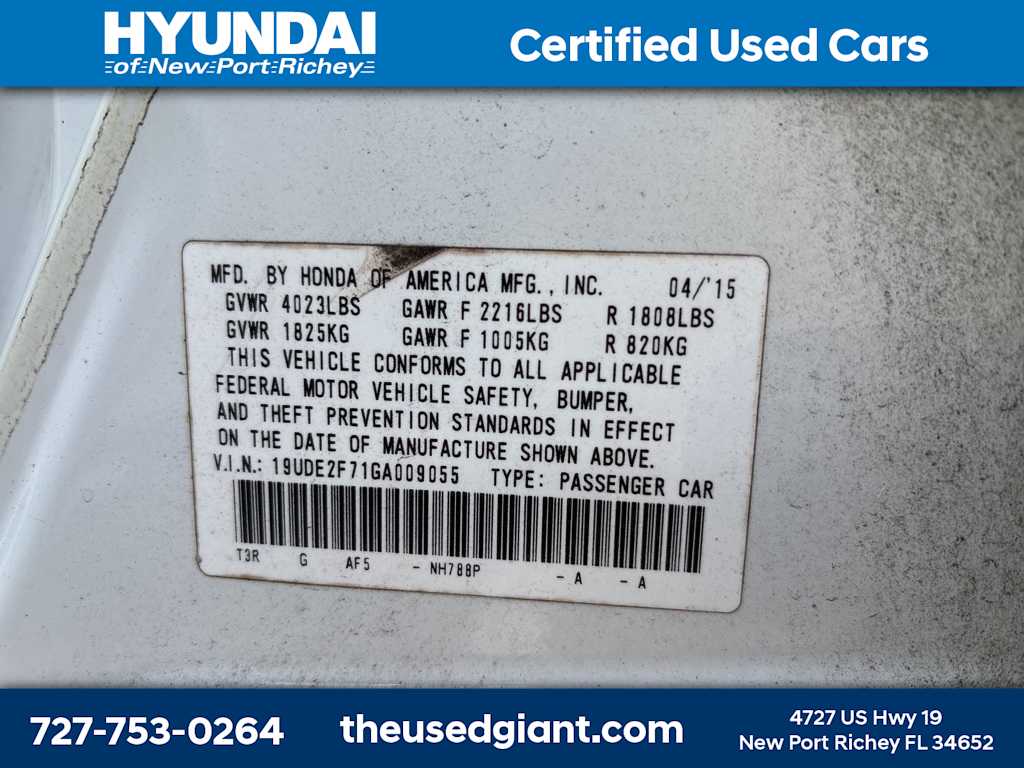 HYUNDAI
of New Port Richey
Certified Used Cars
MFD. BY HONDA OF AMERICA MFG., INC. 04/'15
GVWR 4023LBS GAWR F 2216LBS R 1808LBS
GVWR 1825KG GAWR F 1005KG R 820KG
THIS VEHICLE CONFORMS TO ALL APPLICABLE
FEDERAL MOTOR VEHICLE SAFETY, BUMPER,
AND THEFT PREVENTION STANDARDS IN EFFECT
ON THE DATE OF MANUFACTURE SHOWN ABOVE.
V.I.N.: 19UDE2F71GA009055 TYPE: PASSENGER CAR
T3R G AF5 - NH788P - A - A
727-753-0264
theusedgiant.com
4727 US Hwy 19
New Port Richey FL 34652